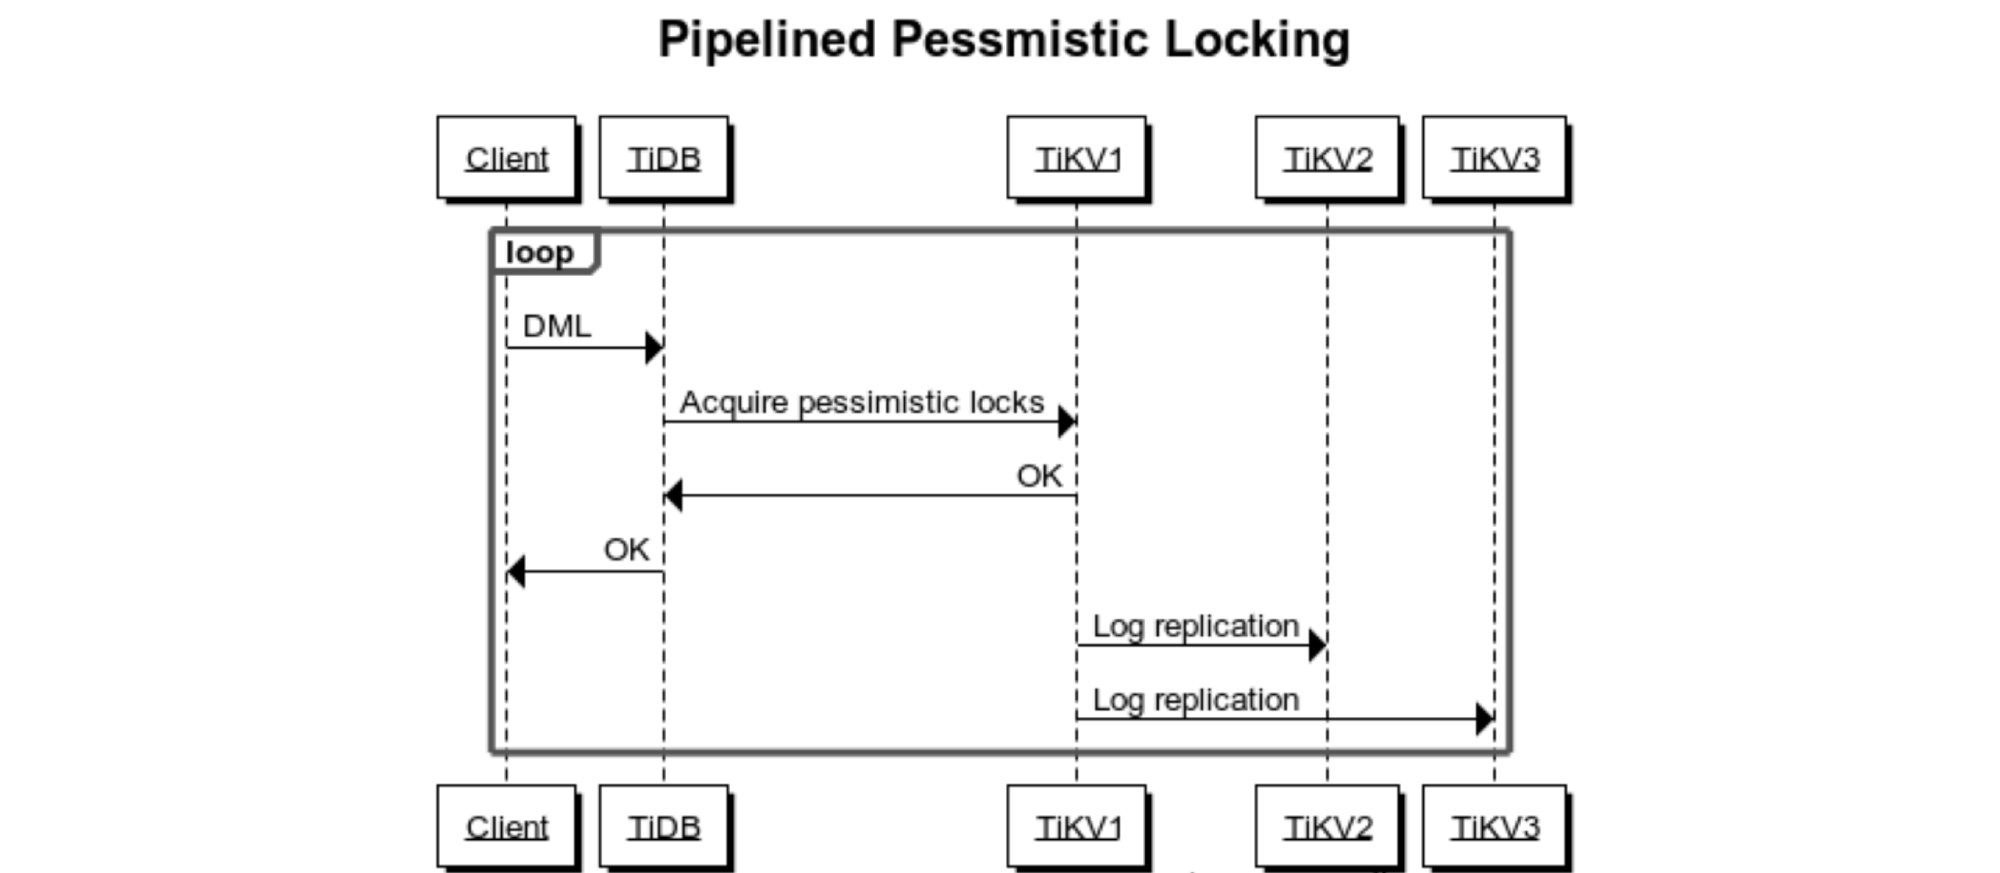 Pipelined Pessmistic Locking
Client TiDB TiKV1 TiKV2 TiKV3
loop
DML
Acquire pessimistic locks
OK
OK
Log replication
Log replication
Client TiDB TiKV1 TiKV2 TiKV3